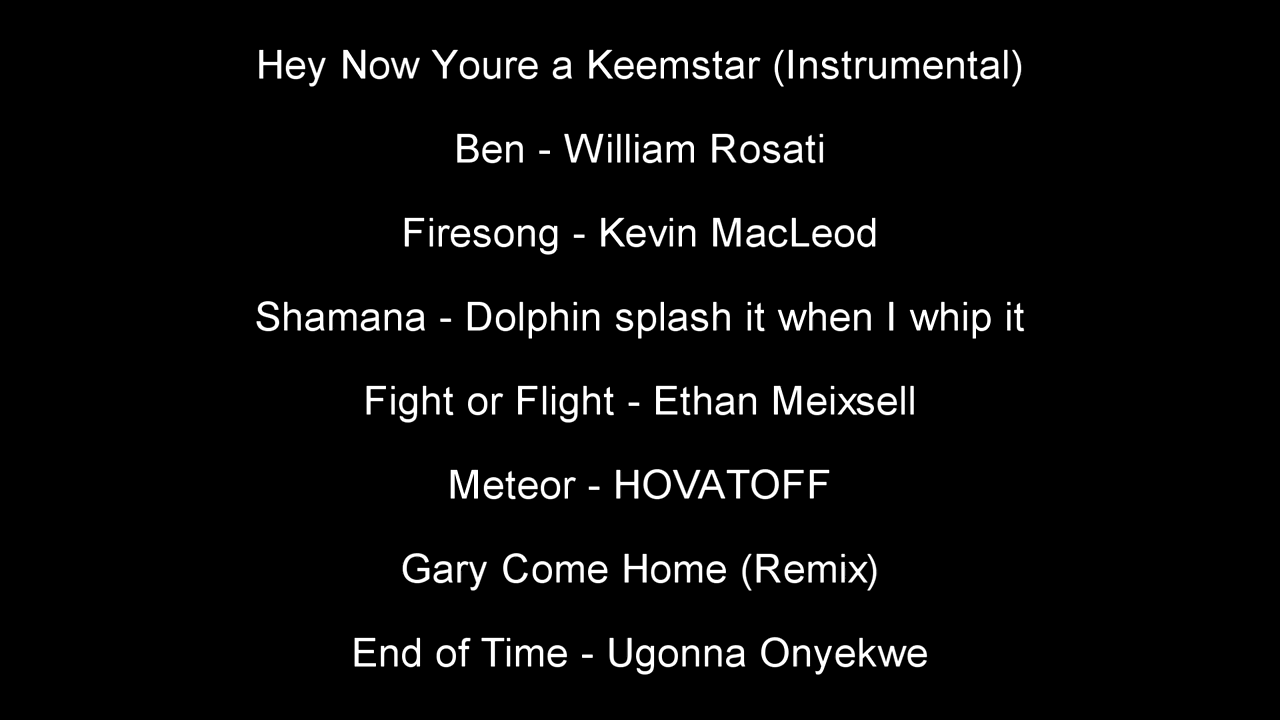 Hey Now Youre a Keemstar (Instrumental)
Ben - William Rosati
Firesong - Kevin MacLeod
Shamana - Dolphin splash it when I whip it
Fight or Flight - Ethan Meixsell
Meteor - HOVATOFF
Gary Come Home (Remix)
End of Time - Ugonna Onyekwe